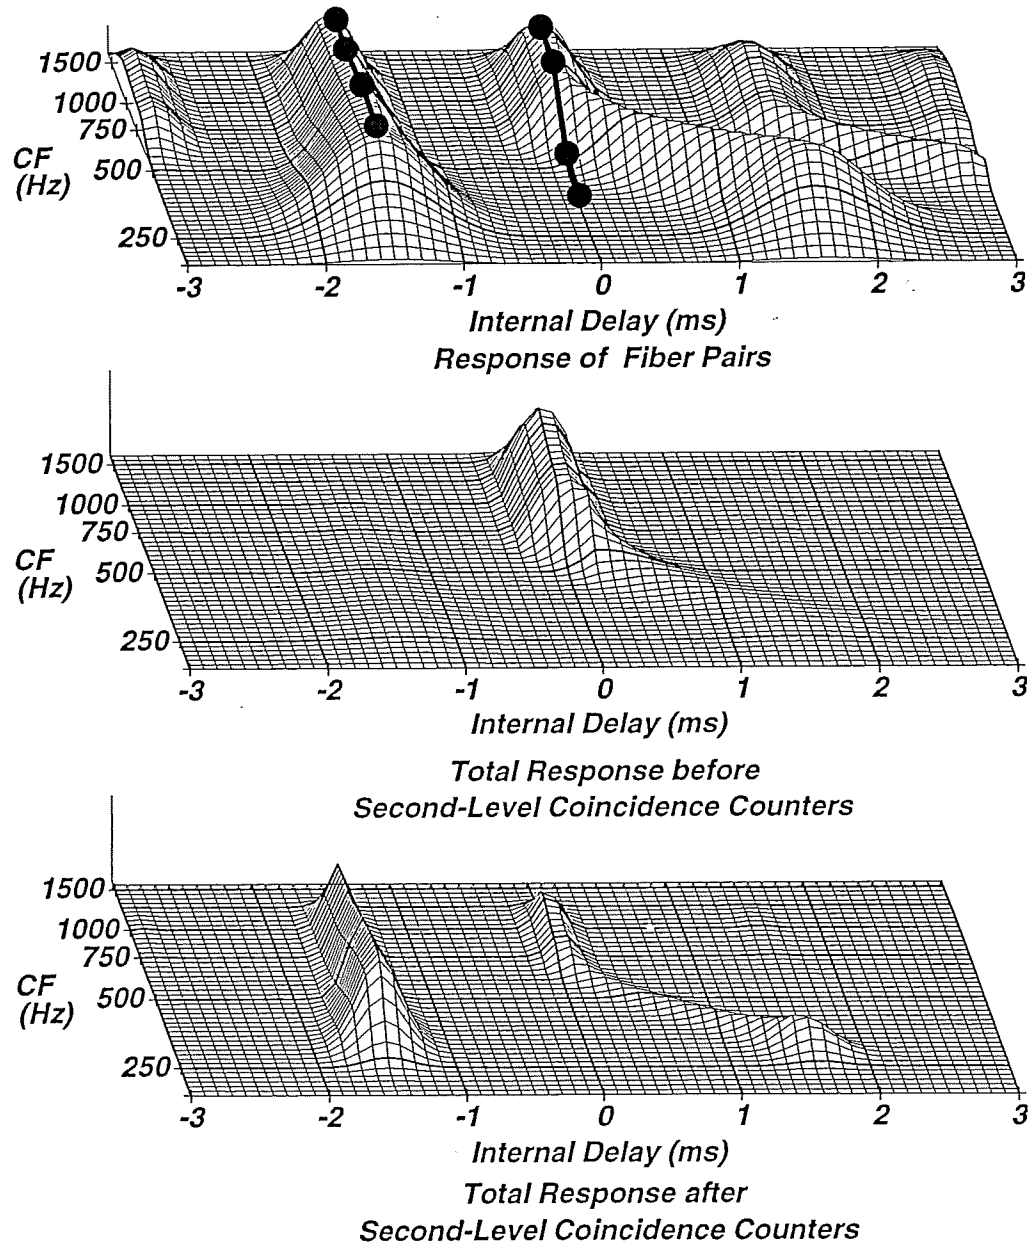 1500
1000
750
CF
(Hz)
500
250
-3 -2 -1 0 1 2 3
Internal Delay (ms)
Response of Fiber Pairs
1500
1000
750
CF
(Hz)
500
250
-3 -2 -1 0 1 2 3
Internal Delay (ms)
Total Response before
Second-Level Coincidence Counters
1500
1000
750
CF
(Hz)
500
250
-3 -2 -1 0 1 2 3
Internal Delay (ms)
Total Response after
Second-Level Coincidence Counters